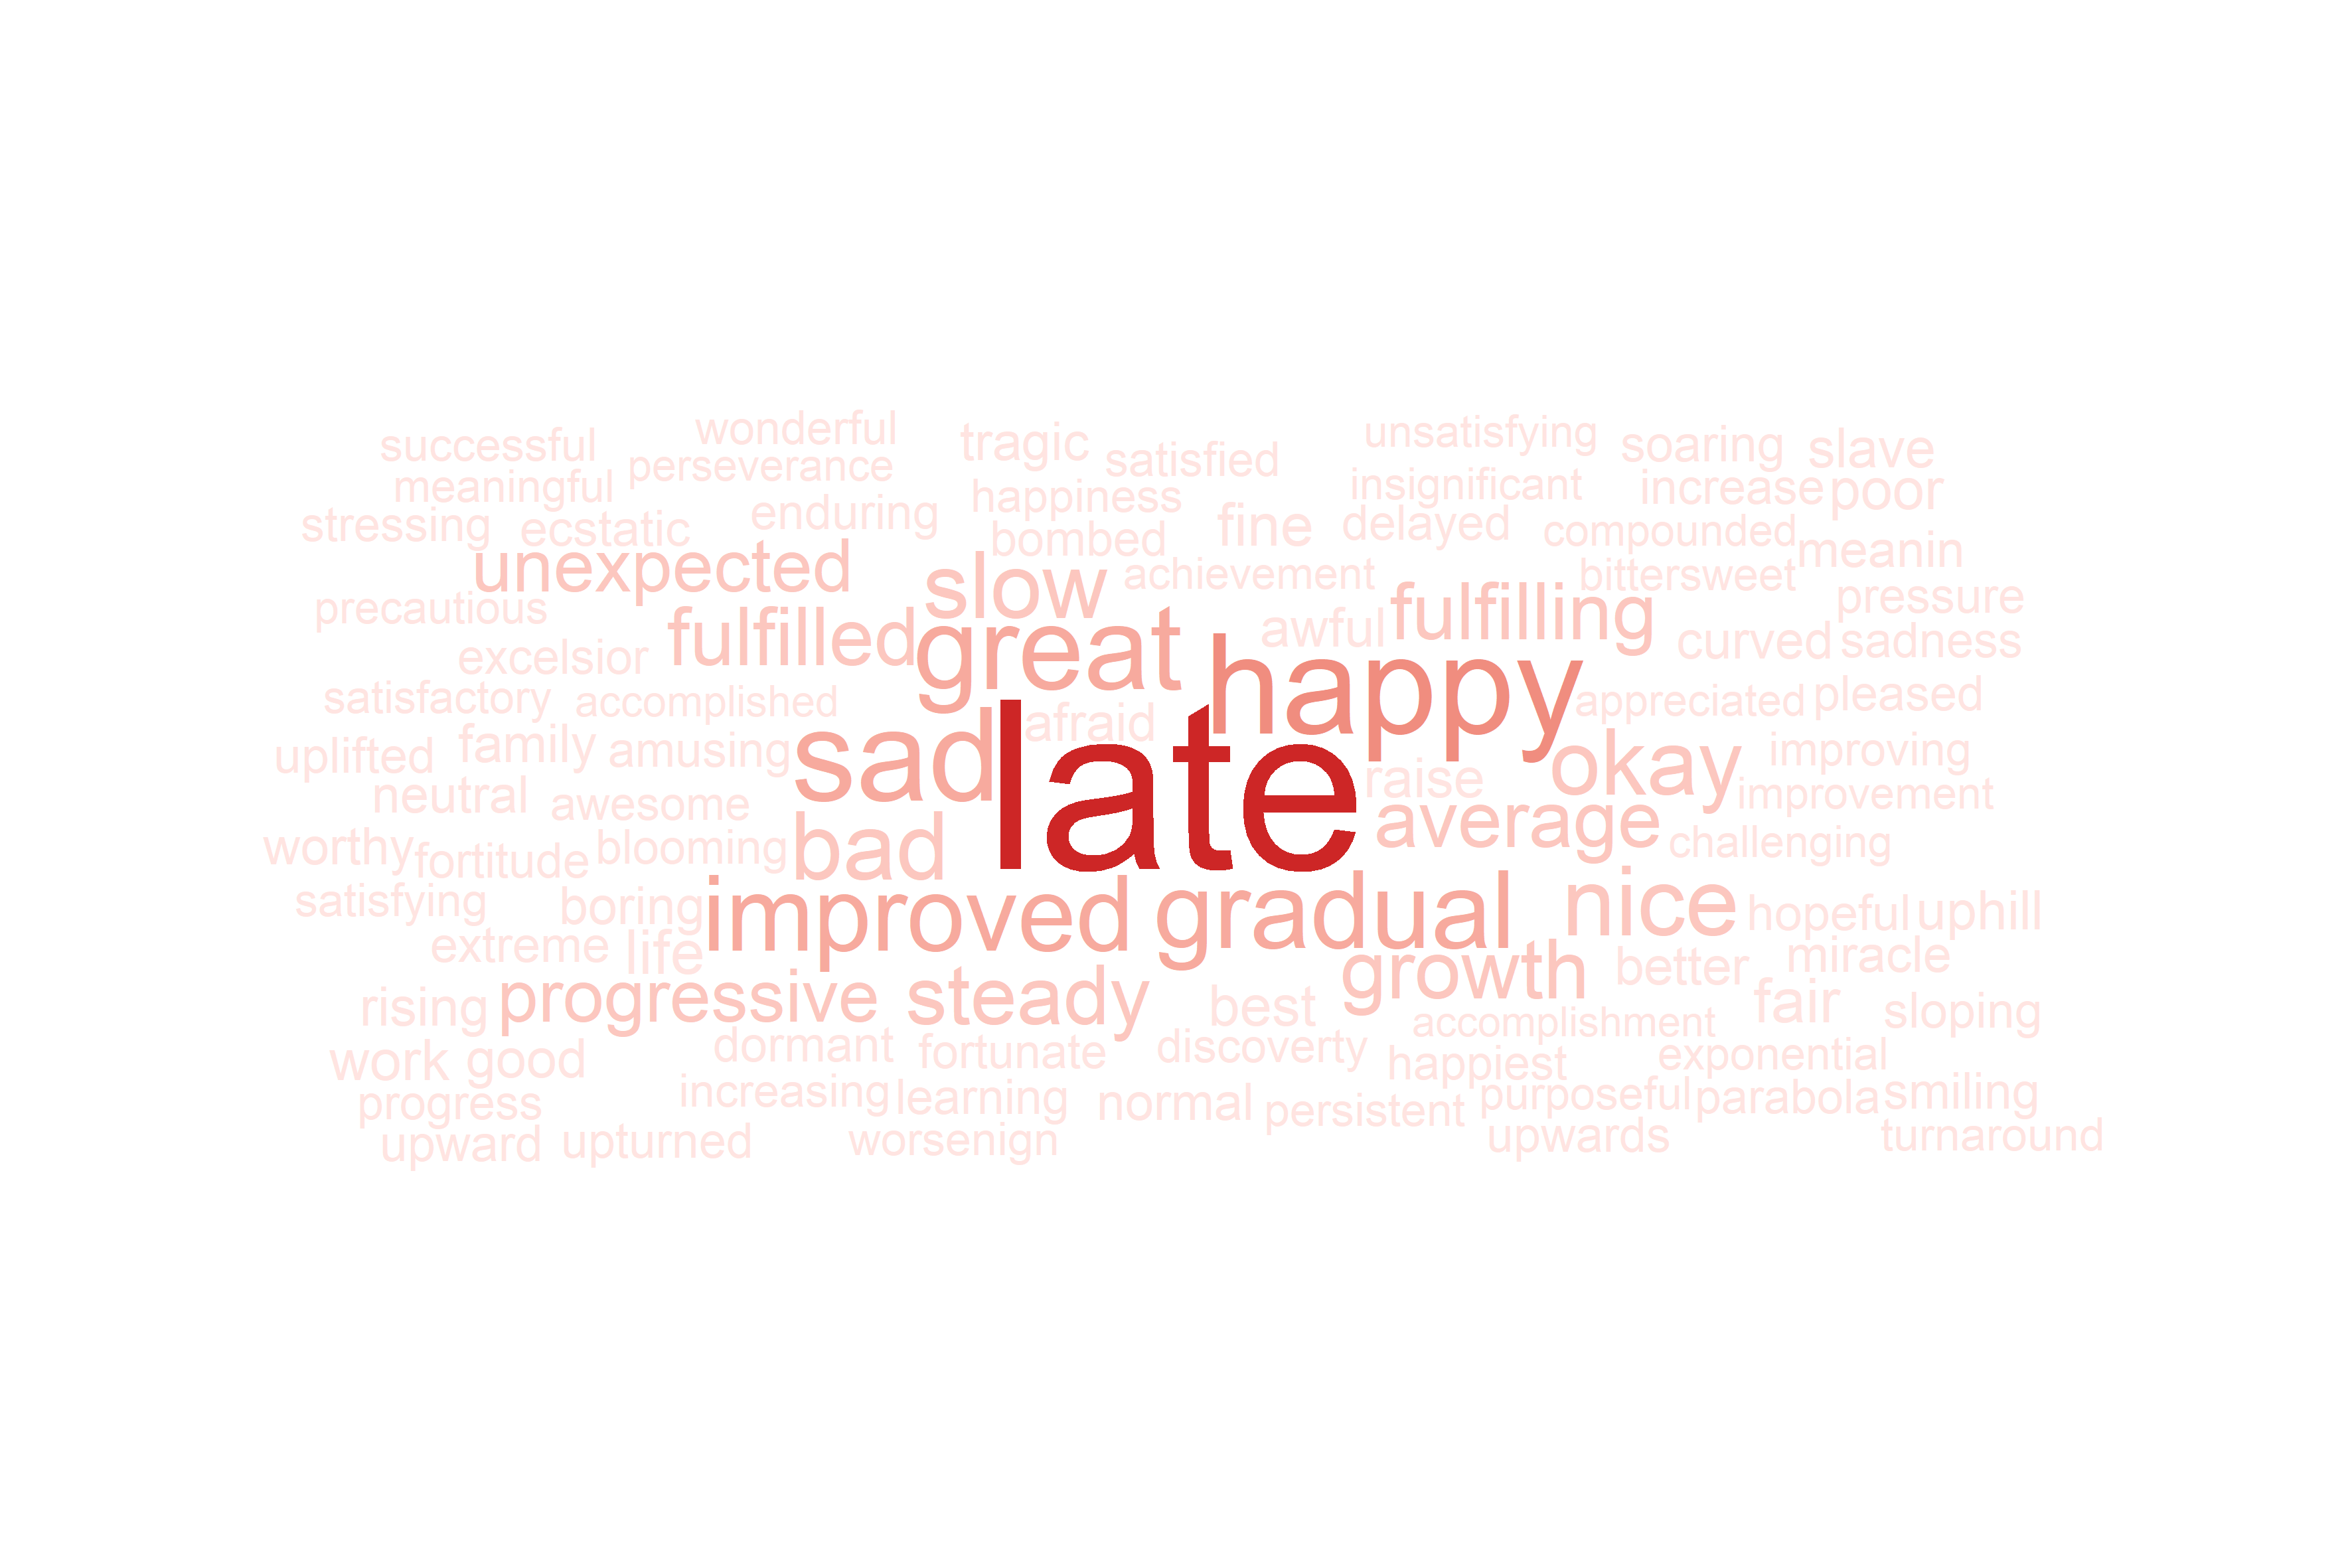 wonderful
successful
tragic
unsatisfying
soaring
slave
perseverance
satisfied
meaningful
happiness
insignificant
increase
poor
stressing
ecstatic
enduring
bombed
fine
delayed
compounded
meanin
unexpected
slow
achievement
bittersweet
precautious
fulfilled
great
awful
fulfilling
pressure
excelsior
happy
curved
sadness
satisfactory
accomplished
afraid
appreciated
pleased
uplifted
family
amusing
sad
late
raise
okay
improving
neutral
awesome
average
improvement
worthy
fortitude
blooming
bad
challenging
satisfying
boring
improved
gradual
nice
hopeful
uphill
extreme
life
growth
better
miracle
rising
progressive
steady
best
accomplishment
fair
sloping
work
good
dormant
fortunate
discoverty
happiest
exponential
progress
increasing
learning
normal
persistent
purposeful
parabola
smiling
upward
upturned
worsenign
upwards
turnaround